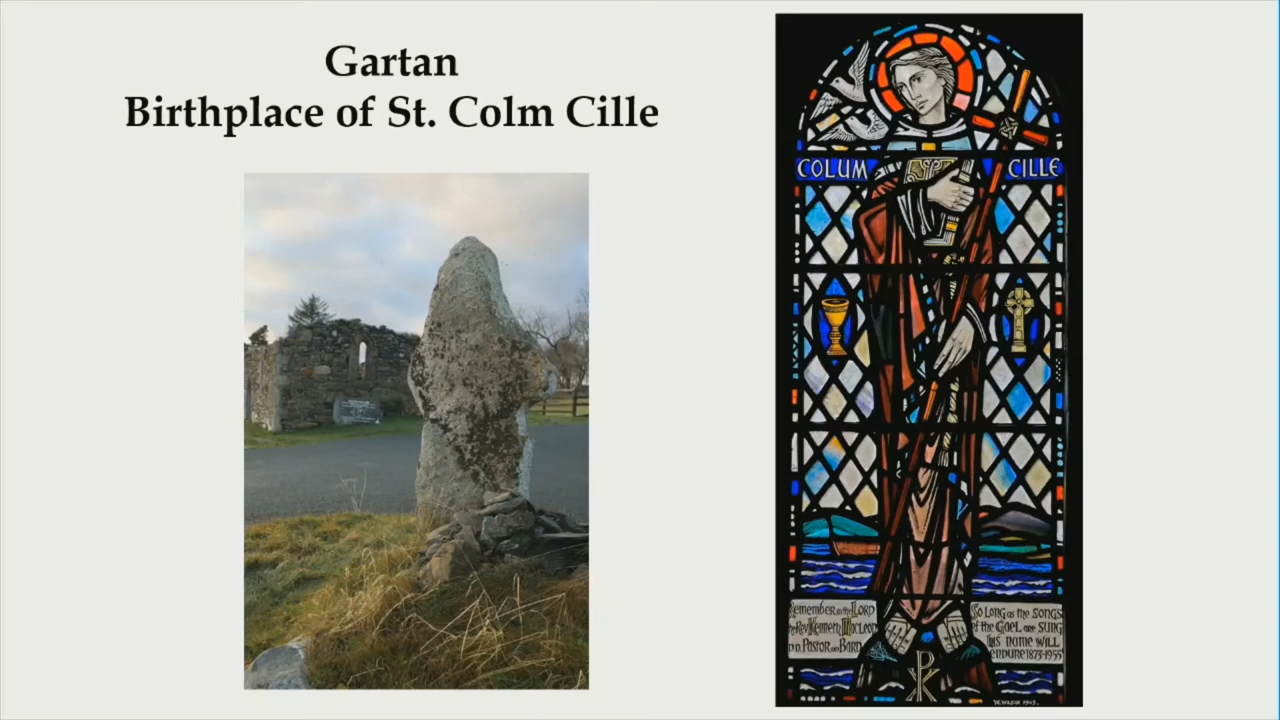 Gartan
Birthplace of St. Colm Cille
COLUM CILLE
Remember in the LORD
the Rev Kenneth MacLeod
D.D. Pastor and BARD
So LONG as the SONGS
of the GAEL are SUNG
his NAME WILL
ENDURE 1873-1955